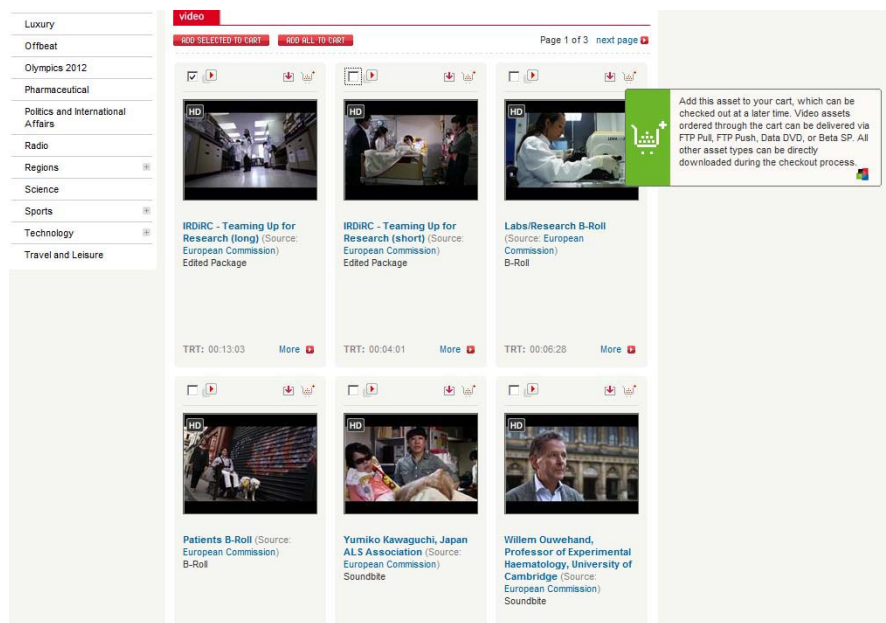 Luxury
Offbeat
Olympics 2012
Pharmaceutical
Politics and International
Affairs
Radio
Regions
Science
Sports
Technology
Travel and Leisure
video
ADD SELECTED TO CART
ADD ALL TO CART
Page 1 of 3 next page
HD
IRDiRC - Teaming Up for
Research (long) (Source:
European Commission)
Edited Package
TRT: 00:13:03 More
HD
IRDiRC - Teaming Up for
Research (short) (Source:
European Commission)
Edited Package
TRT: 00:04:01 More
HD
Labs/Research B-Roll
(Source: European
Commission)
B-Roll
TRT: 00:06:28 More
Add this asset to your cart, which can be
checked out at a later time. Video assets
ordered through the cart can be delivered via
FTP Pull, FTP Push, Data DVD, or Beta SP. All
other asset types can be directly
downloaded during the checkout process.
HD
Patients B-Roll (Source:
European Commission)
B-Roll
HD
Yumiko Kawaguchi, Japan
ALS Association (Source:
European Commission)
Soundbite
HD
Willem Ouwehand,
Professor of Experimental
Haematology, University of
Cambridge (Source:
European Commission)
Soundbite